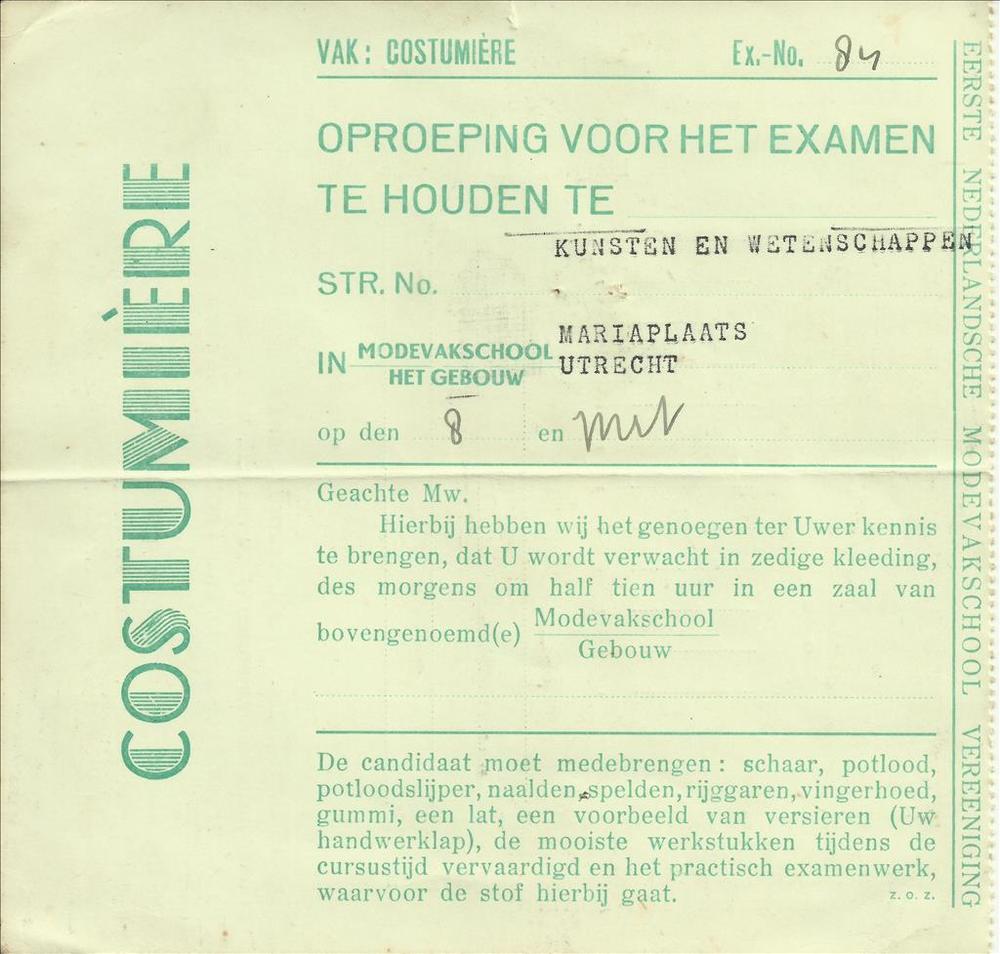 COSTUMIÈRE
VAK: COSTUMIÈRE Ex.-No. 84
OPROEPING VOOR HET EXAMEN
TE HOUDEN TE
KUNSTEN EN WETENSCHAPPEN
STR. No.
MARIAPLAATS
IN MODEVAKSCHOOL
HET GEBOUW UTRECHT
op den 8 en
Geachte Mw.
Hierbij hebben wij het genoegen ter Uwer kennis
te brengen, dat U wordt verwacht in zedige kleeding,
des morgens om half tien uur in een zaal van
bovengenoemd(e) Modevakschool
Gebouw
De candidaat moet medebrengen: schaar, potlood,
potloodslijper, naalden, spelden, rijggaren, vingerhoed,
gummi, een lat, een voorbeeld van versieren (Uw
handwerklap), de mooiste werkstukken tijdens de
cursustijd vervaardigd en het practisch examenwerk,
waarvoor de stof hierbij gaat. z. o. z.
EERSTE NEDERLANDSCHE MODEVAKSCHOOL VEREENIGING